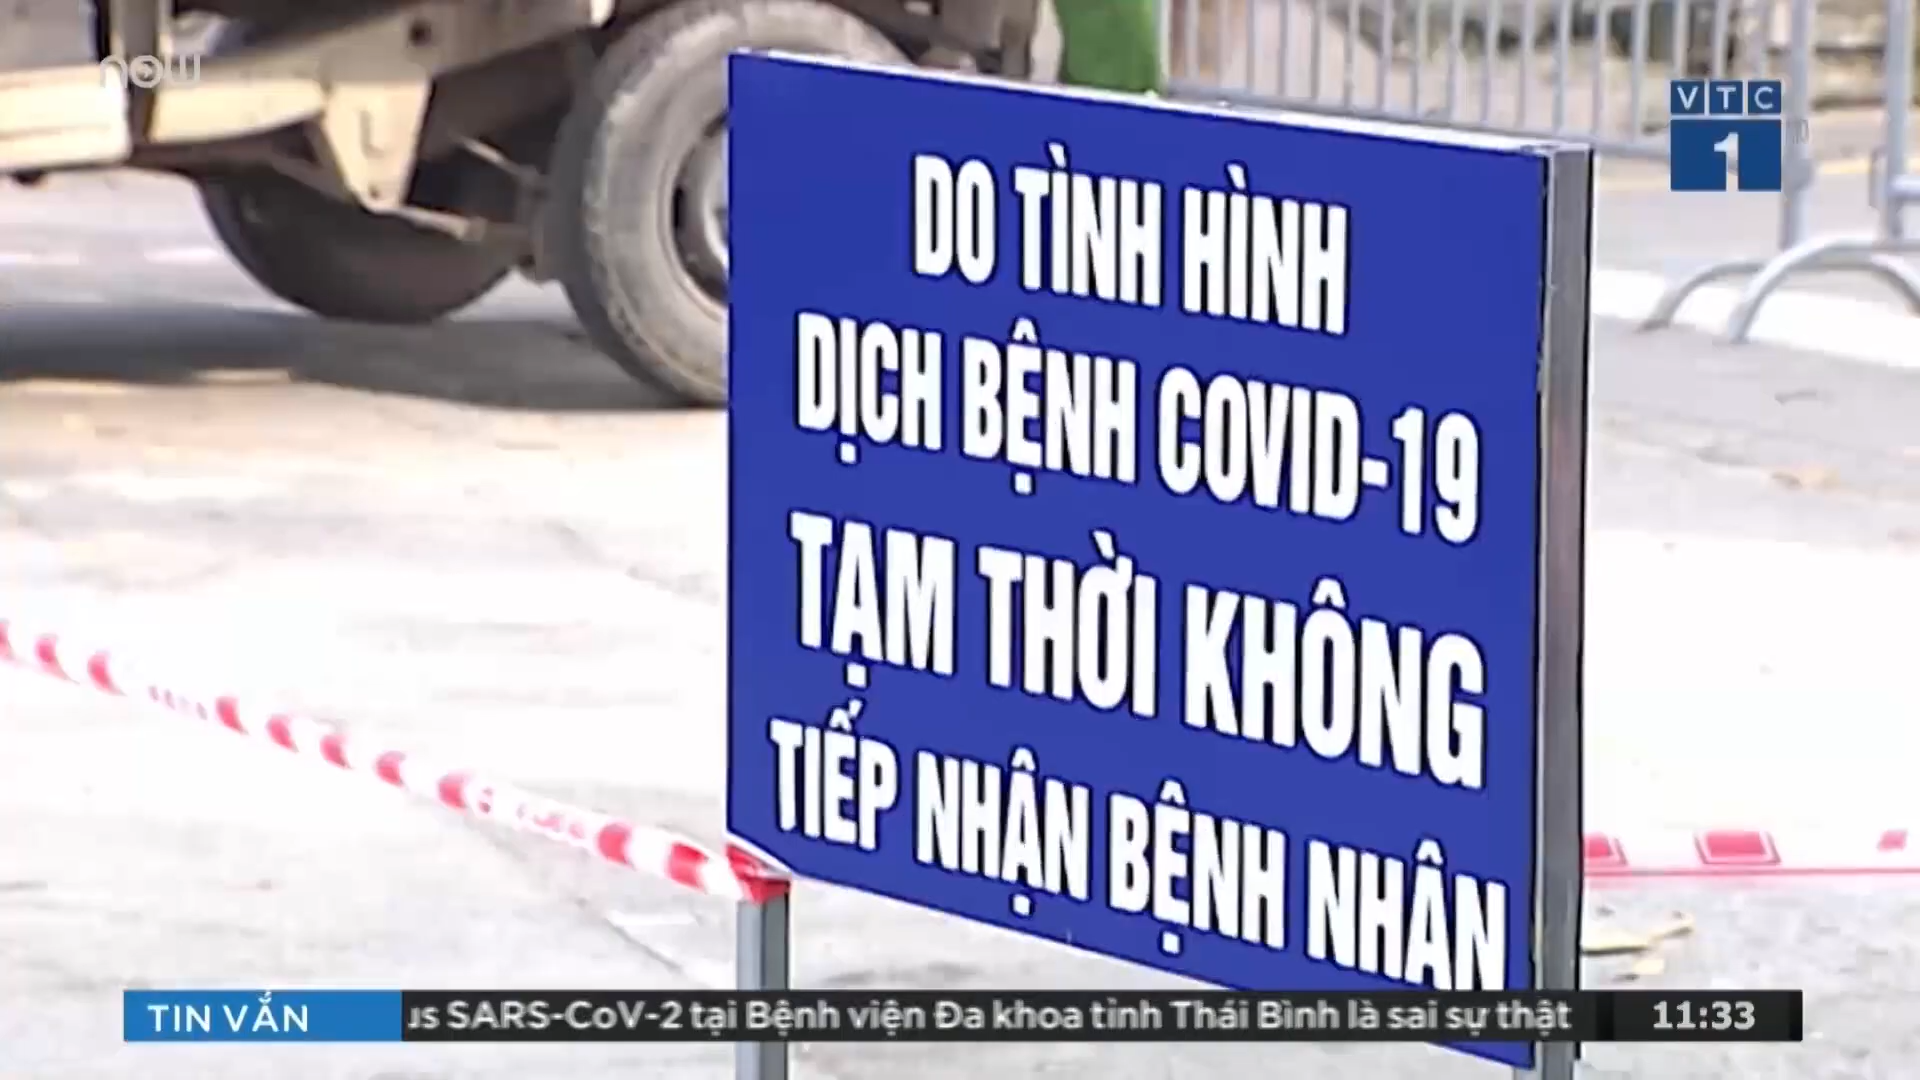 now
VTC
1
DO TÌNH HÌNH
DỊCH BỆNH COVID-19
TẠM THỜI KHÔNG
TIẾP NHẬN BỆNH NHÂN
TIN VẮN
SARS-CoV-2 tại Bệnh viện Đa khoa tỉnh Thái Bình là sai sự thật
11:33